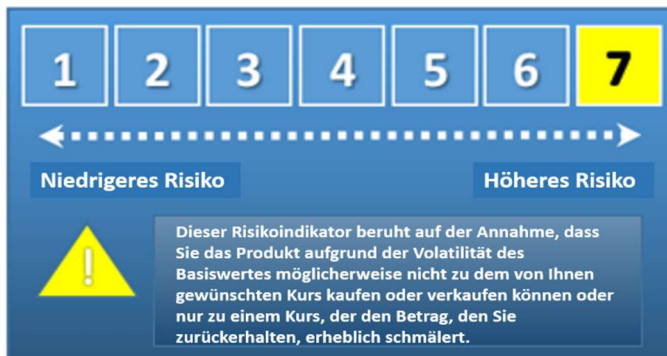 1 2 3 4 5 6 7
Niedrigeres Risiko Höheres Risiko
!
Dieser Risikoindikator beruht auf der Annahme, dass
Sie das Produkt aufgrund der Volatilität des
Basiswertes möglicherweise nicht zu dem von Ihnen
gewünschten Kurs kaufen oder verkaufen können oder
nur zu einem Kurs, der den Betrag, den Sie
zurückerhalten, erheblich schmälert.